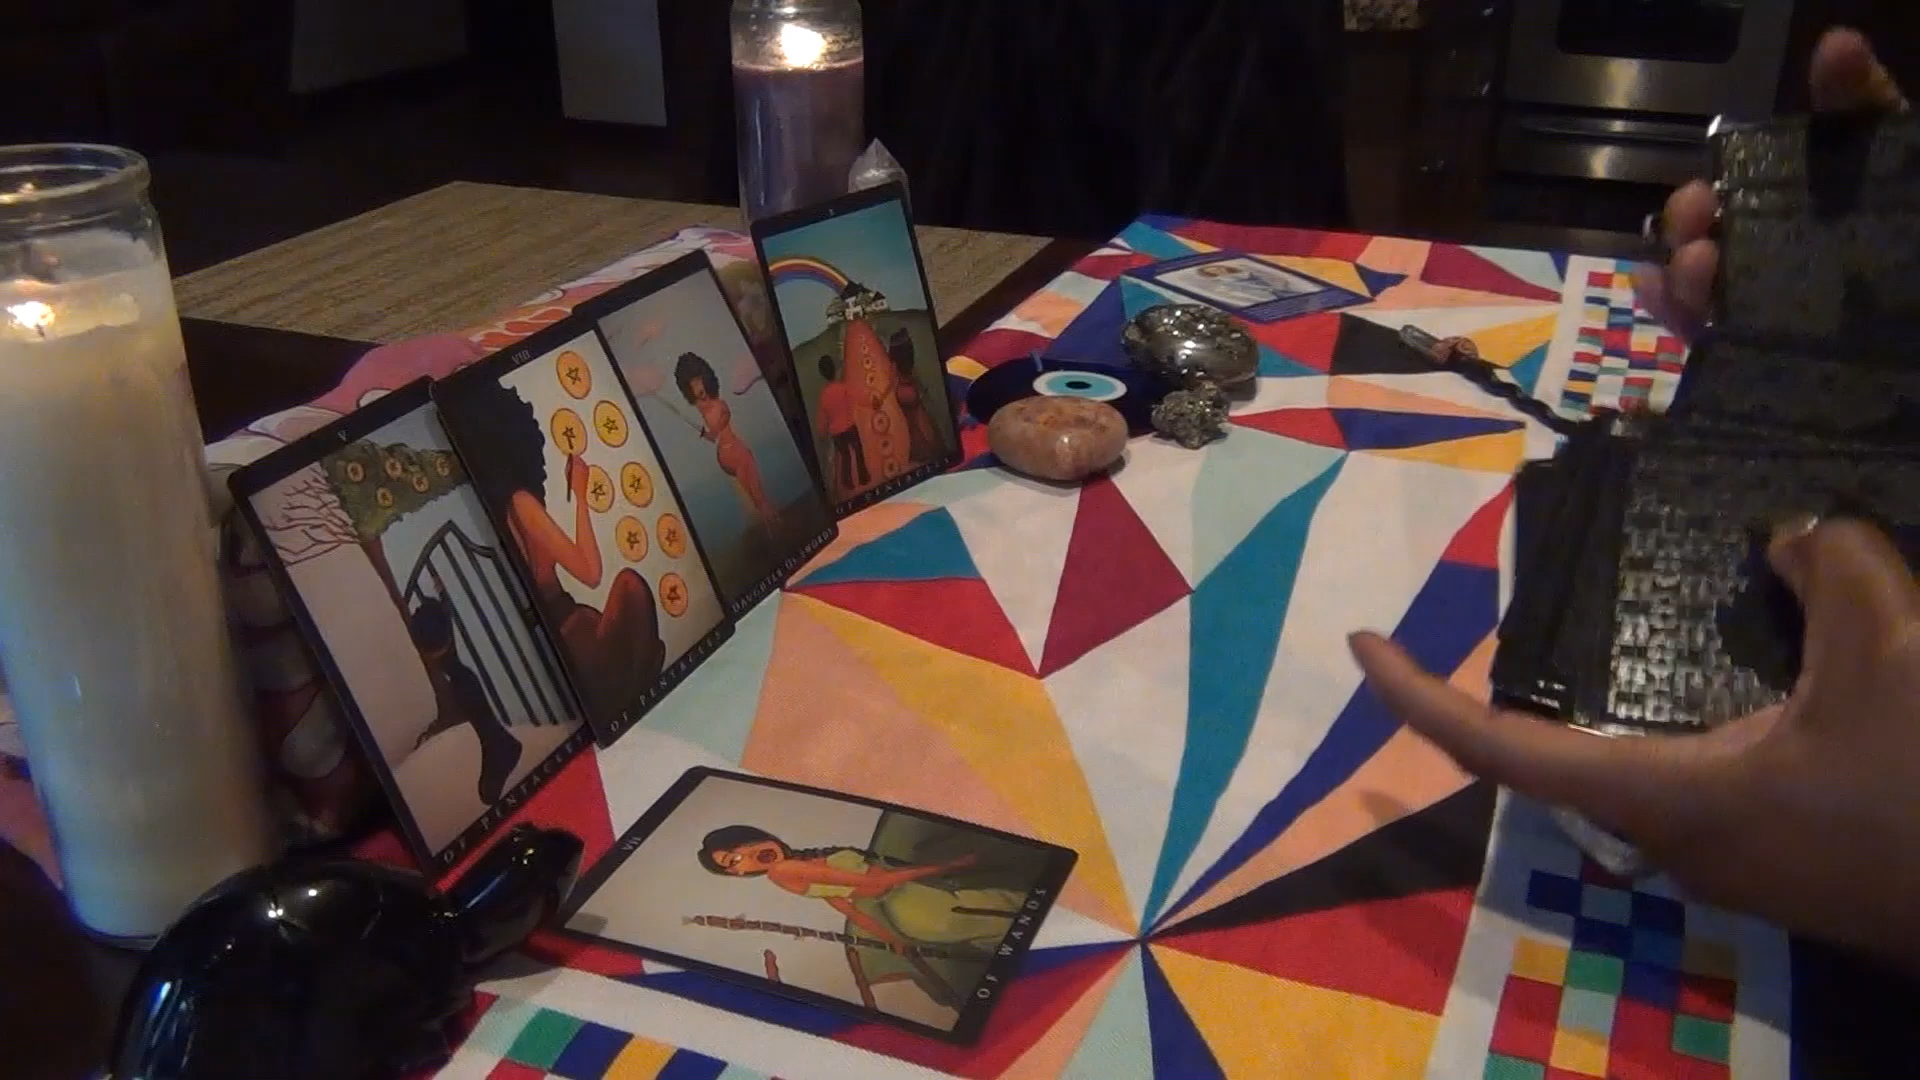 V
OF PENTACLES
VIII
OF PENTACLES
DAUGHTER OF SWORDS
X
OF PENTACLES
VII
OF WANDS